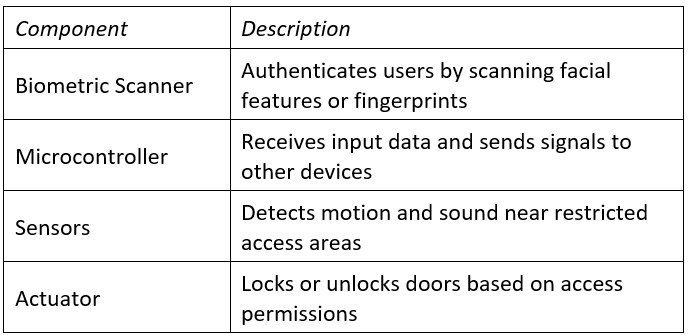 Component Description
Biometric Scanner
Authenticates users by scanning facial
features or fingerprints
Microcontroller
Receives input data and sends signals to
other devices
Sensors
Detects motion and sound near restricted
access areas
Actuator
Locks or unlocks doors based on access
permissions